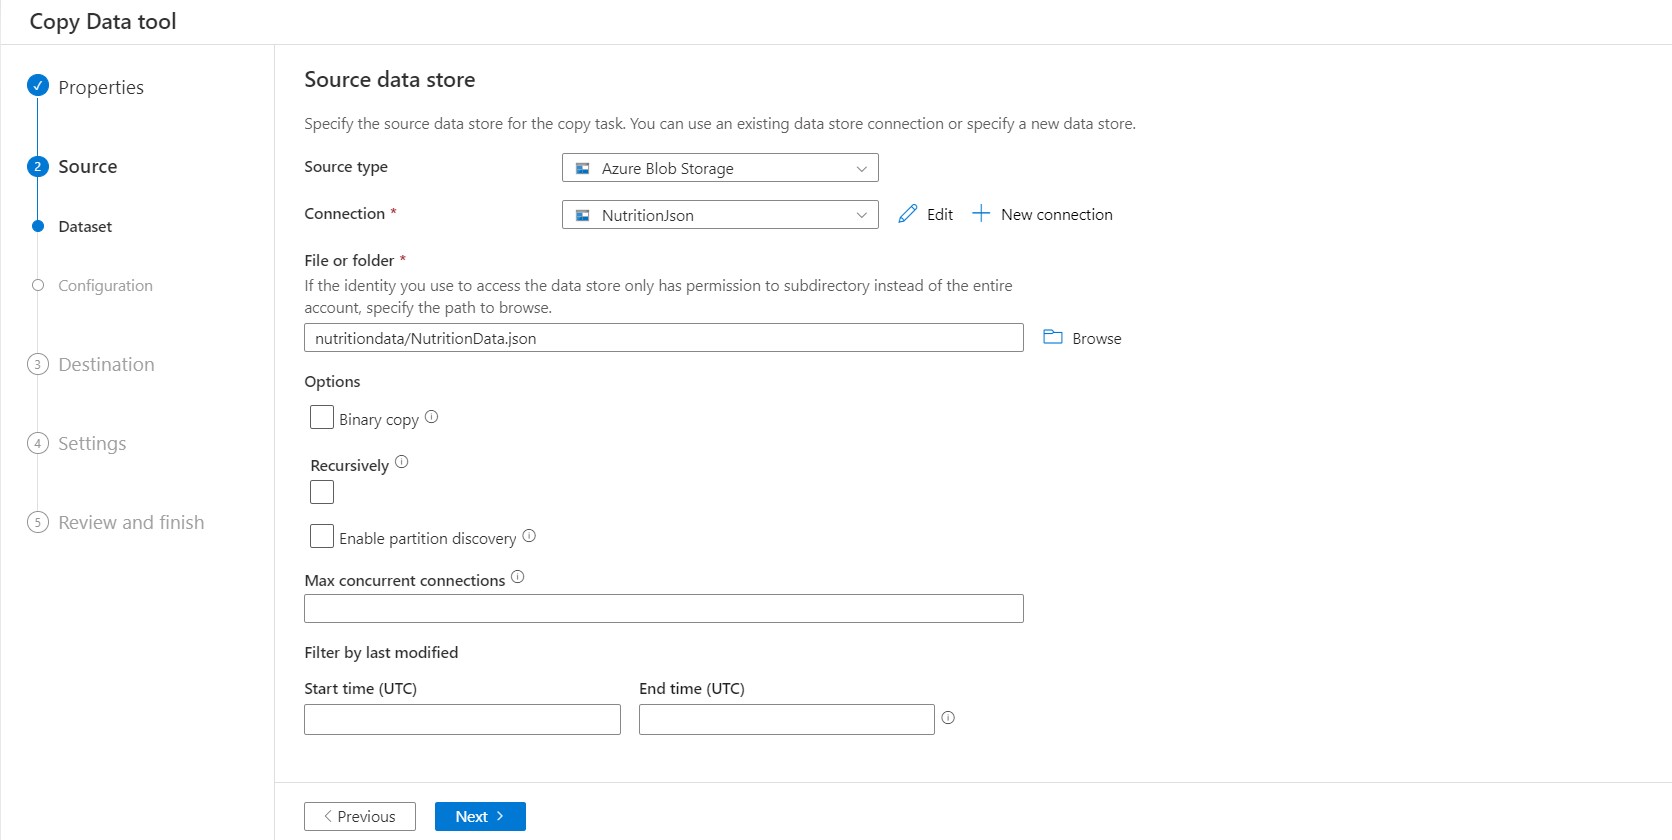 Copy Data tool
Properties
2 Source
Dataset
Configuration
3 Destination
4 Settings
5 Review and finish
Source data store
Specify the source data store for the copy task. You can use an existing data store connection or specify a new data store.
Source type Azure Blob Storage
Connection * NutritionJson Edit New connection
File or folder *
If the identity you use to access the data store only has permission to subdirectory instead of the entire
account, specify the path to browse.
nutritiondata/NutritionData.json Browse
Options
Binary copy
Recursively
Enable partition discovery
Max concurrent connections
Filter by last modified
Start time (UTC) End time (UTC)
Previous Next